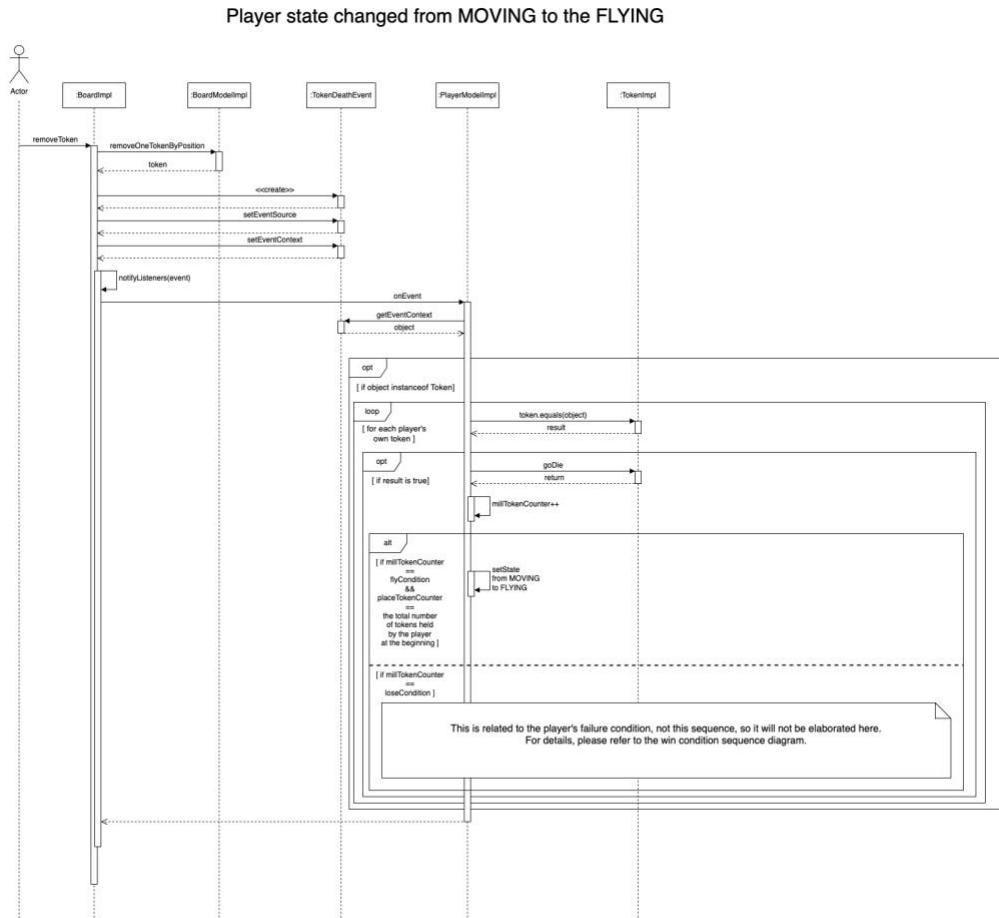 Player state changed from MOVING to the FLYING
Actor
:BoardImpl
:BoardModelImpl
:TokenDeathEvent
:PlayerModelImpl
:TokenImpl
removeToken
removeOneTokenByPosition
token
<<create>>
setEventSource
setEventContext
notifyListeners(event)
onEvent
getEventContext
object
opt
[ if object instanceof Token]
loop
[ for each player's
own token ]
token.equals(object)
result
opt
[ if result is true]
goDie
return
millTokenCounter++
alt
[ if millTokenCounter
==
flyCondition
&&
placeTokenCounter
==
the total number
of tokens held
by the player
at the beginning ]
setState
from MOVING
to FLYING
[ if millTokenCounter
==
loseCondition ]
This is related to the player's failure condition, not this sequence, so it will not be elaborated here.
For details, please refer to the win condition sequence diagram.